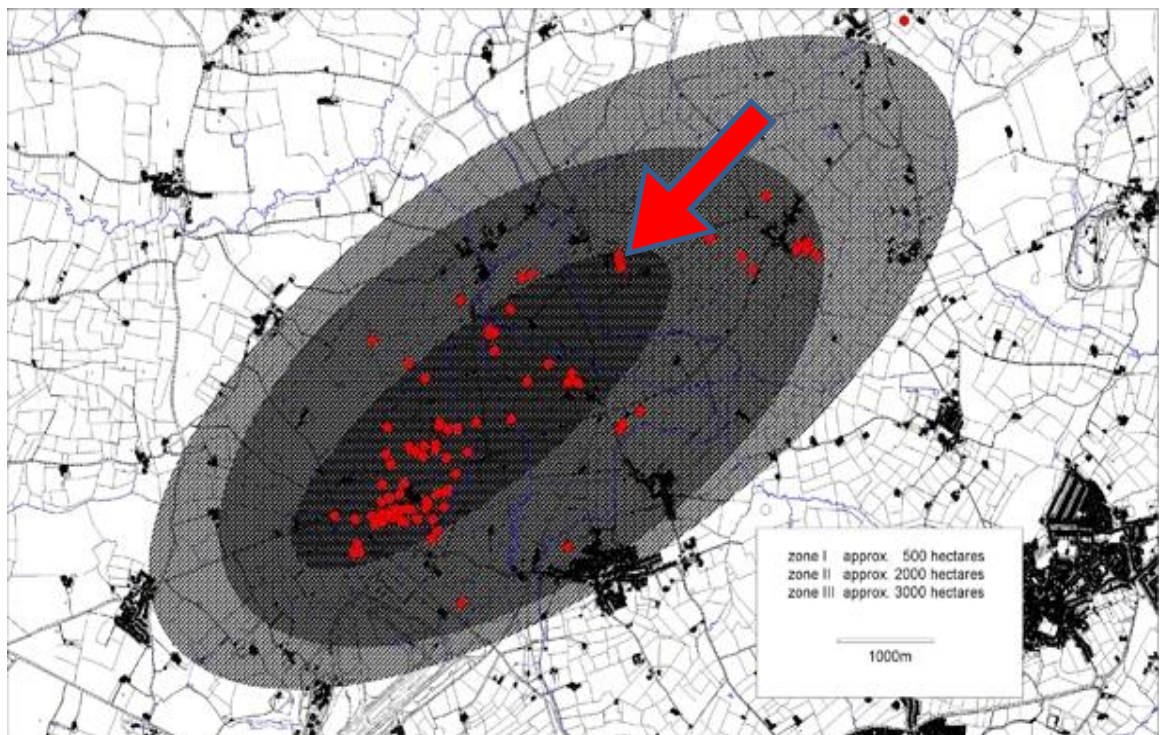 zone I approx. 500 hectares
zone II approx. 2000 hectares
zone III approx. 3000 hectares
1000m